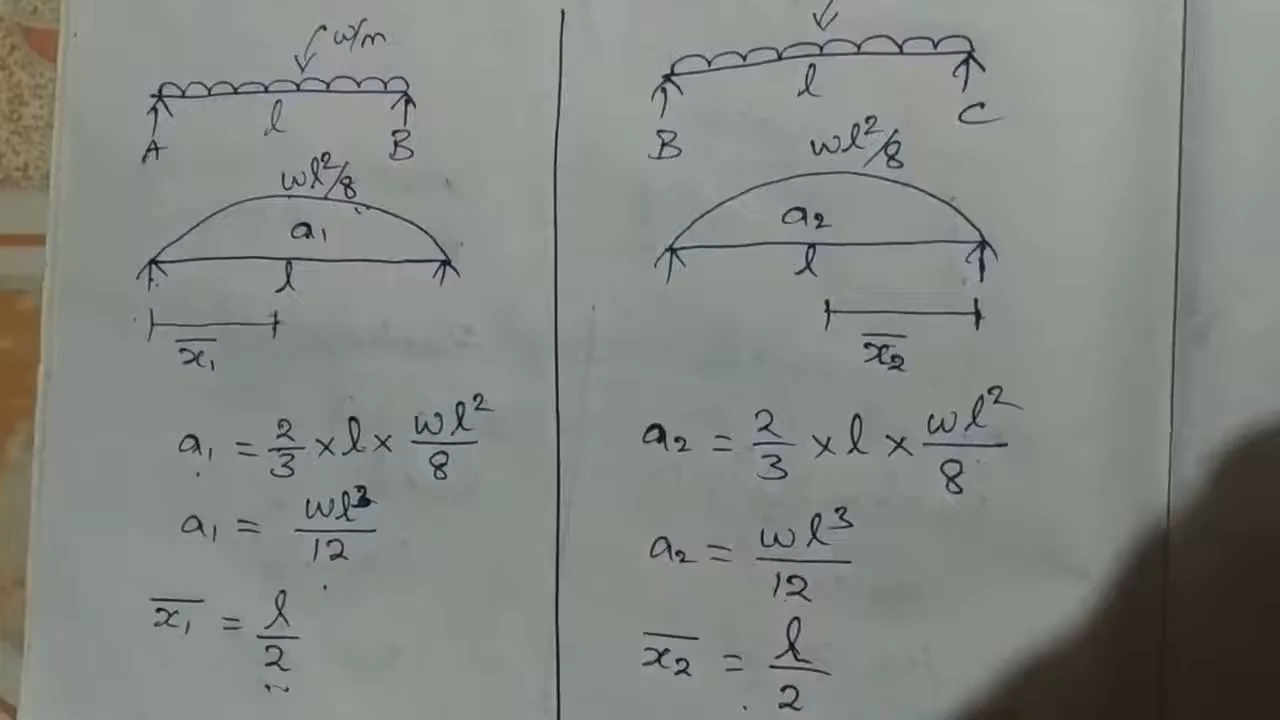 w/m
l
A
B
wl²/8
a₁
l
x̄₁
a₁ = 2/3 × l × wl²/8
a₁ = wl³/12
x̄₁ = l/2
l
B
C
wl²/8
a₂
l
x̄₂
a₂ = 2/3 × l × wl²/8
a₂ = wl³/12
x̄₂ = l/2